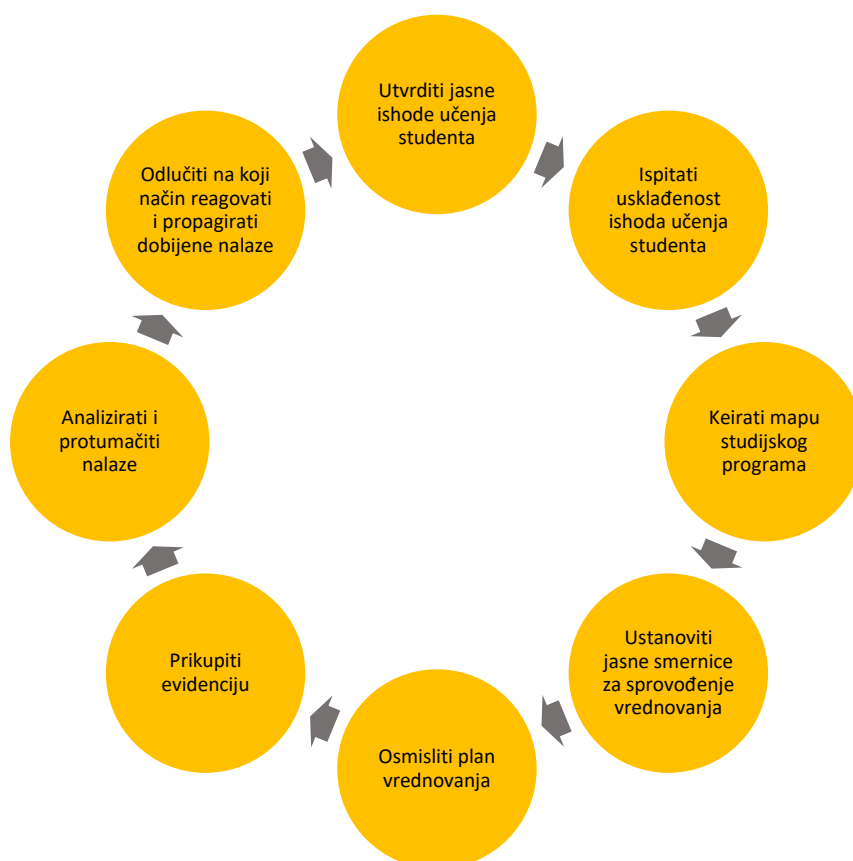 Utvrditi jasne
ishode učenja
studenta
Ispitati
usklađenost
ishoda učenja
studenta
Keirati mapu
studijskog
programa
Ustanoviti
jasne smernice
za sprovođenje
vrednovanja
Osmisliti plan
vrednovanja
Prikupiti
evidenciju
Analizirati i
protumačiti
nalaze
Odlučiti na koji
način reagovati
i propagirati
dobijene nalaze